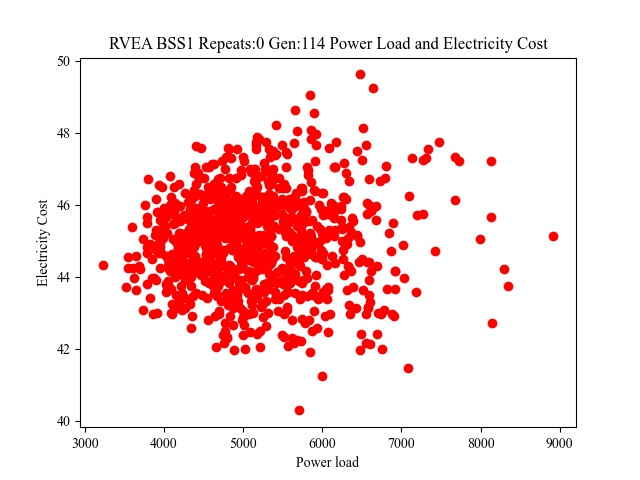 RVEA BSS1 Repeats:0 Gen:114 Power Load and Electricity Cost
50
48
46
44
42
40
Electricity Cost
3000 4000 5000 6000 7000 8000 9000
Power load